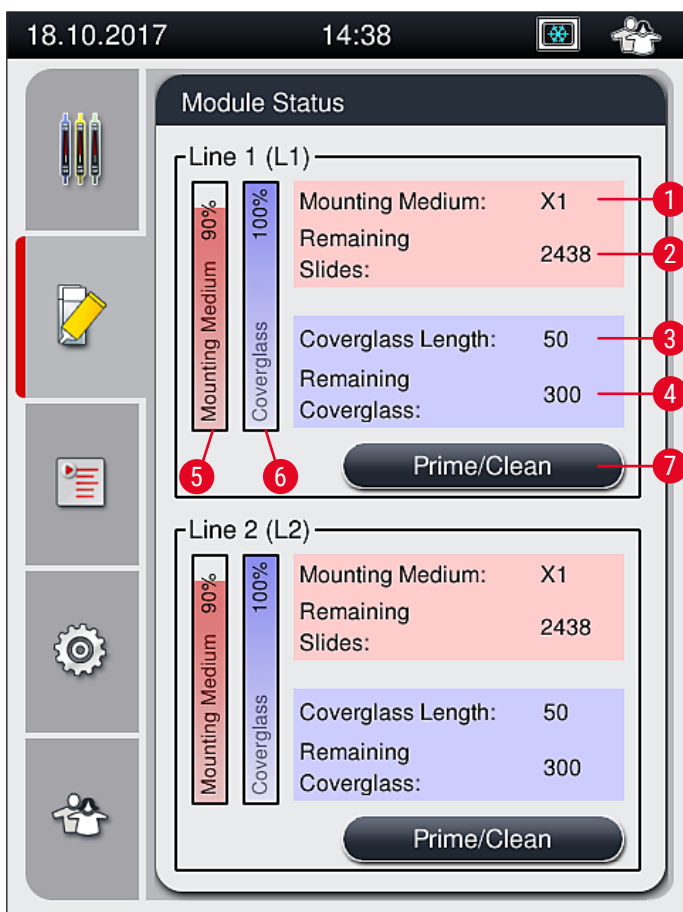 18.10.2017 14:38
Module Status
Line 1 (L1)
Mounting Medium 90%
Coverglass 100%
Mounting Medium: X1
Remaining
Slides: 2438
Coverglass Length: 50
Remaining
Coverglass: 300
Prime/Clean
1
2
3
4
5
6
7
Line 2 (L2)
Mounting Medium 90%
Coverglass 100%
Mounting Medium: X1
Remaining
Slides: 2438
Coverglass Length: 50
Remaining
Coverglass: 300
Prime/Clean